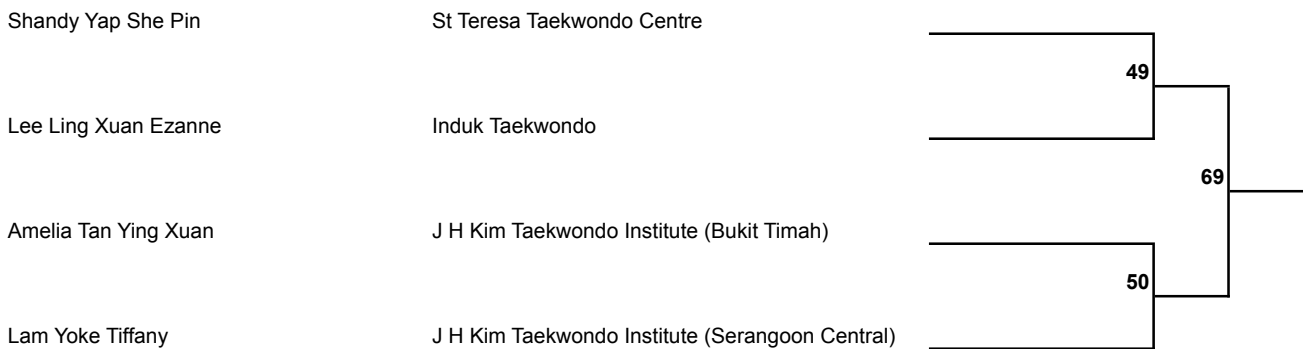 Shandy Yap She Pin St Teresa Taekwondo Centre
49
Lee Ling Xuan Ezanne Induk Taekwondo
69
Amelia Tan Ying Xuan J H Kim Taekwondo Institute (Bukit Timah)
50
Lam Yoke Tiffany J H Kim Taekwondo Institute (Serangoon Central)